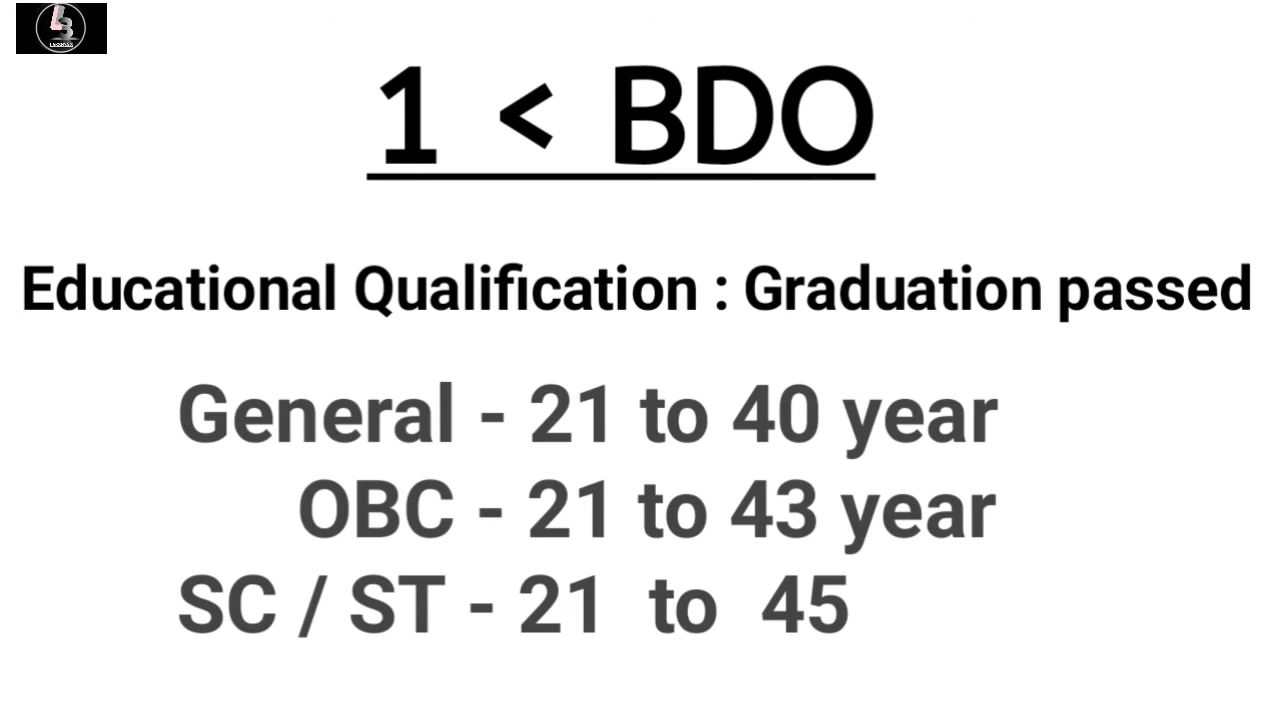 1 < BDO
Educational Qualification : Graduation passed
General - 21 to 40 year
OBC - 21 to 43 year
SC / ST - 21 to 45